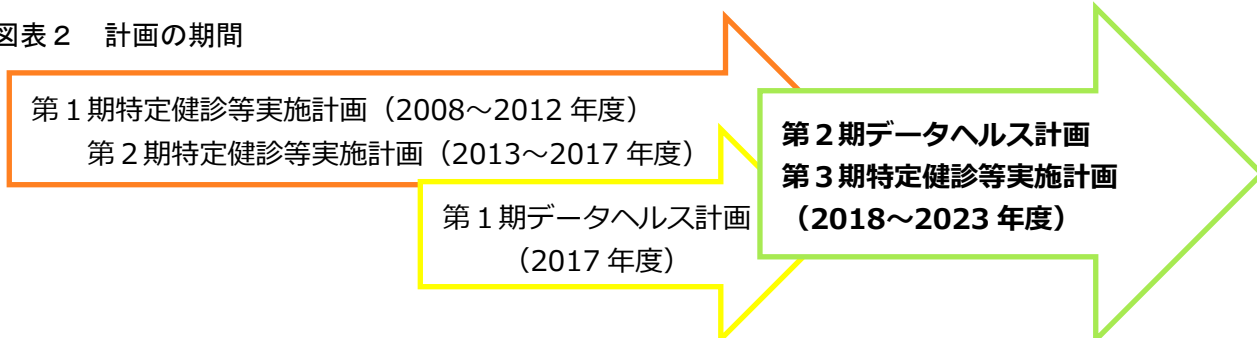 図表２　計画の期間
第１期特定健診等実施計画（2008～2012 年度）
第２期特定健診等実施計画（2013～2017 年度）
第１期データヘルス計画
（2017 年度）
第２期データヘルス計画
第３期特定健診等実施計画
（2018～2023 年度）